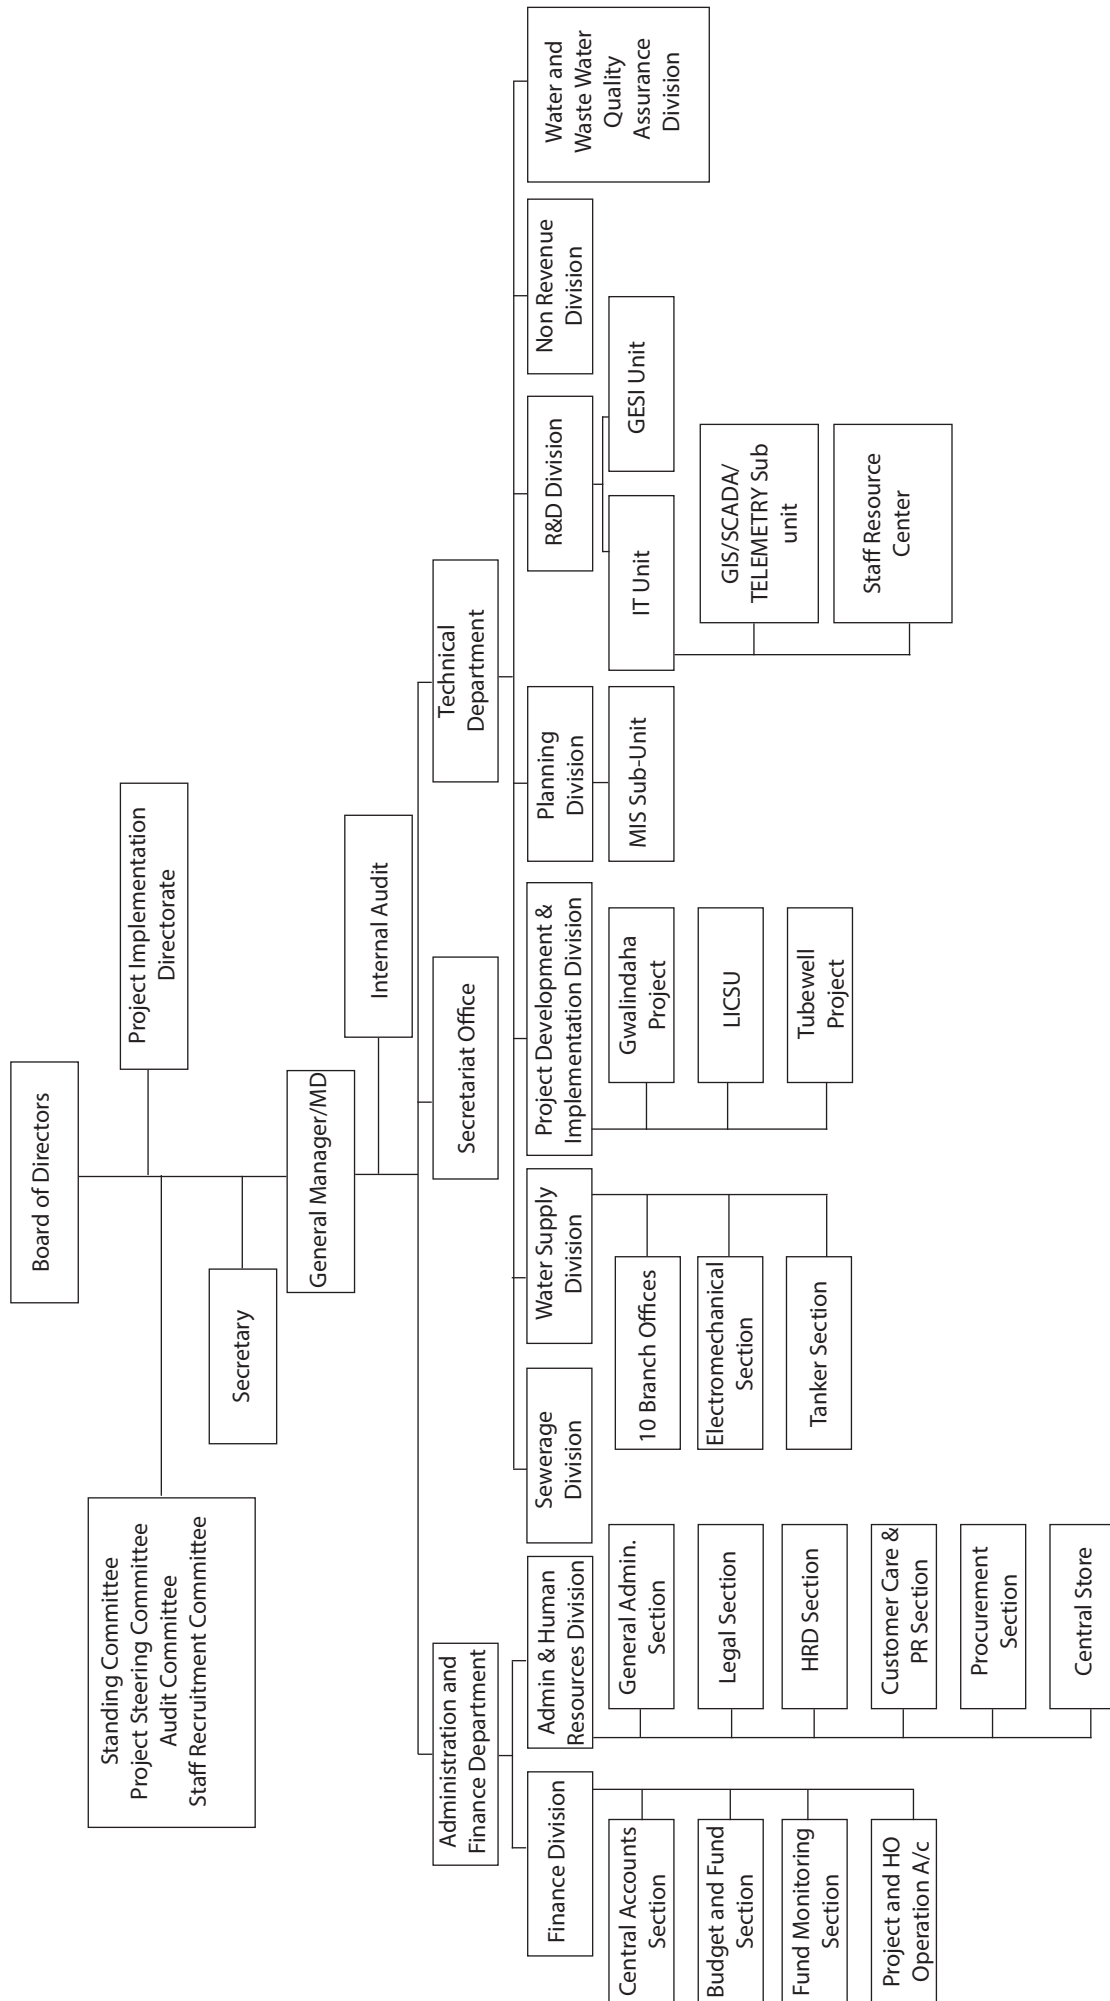 Board of Directors
Project Implementation
Directorate
Standing Committee
Project Steering Committee
Audit Committee
Staff Recruitment Committee
Secretary
General Manager/MD
Internal Audit
Administration and
Finance Department
Secretariat Office
Technical
Department
Finance Division
Admin & Human
Resources Division
Sewerage
Division
Water Supply
Division
Project Development &
Implementation Division
Planning
Division
R&D Division
Non Revenue
Division
Water and
Waste Water
Quality
Assurance
Division
Central Accounts
Section
Budget and Fund
Section
Fund Monitoring
Section
Project and HO
Operation A/c
General Admin.
Section
Legal Section
HRD Section
Customer Care &
PR Section
Procurement
Section
Central Store
10 Branch Offices
Electromechanical
Section
Tanker Section
Gwalindaha
Project
LICSU
Tubewell
Project
MIS Sub-Unit
IT Unit
GESI Unit
GIS/SCADA/
TELEMETRY Sub
unit
Staff Resource
Center